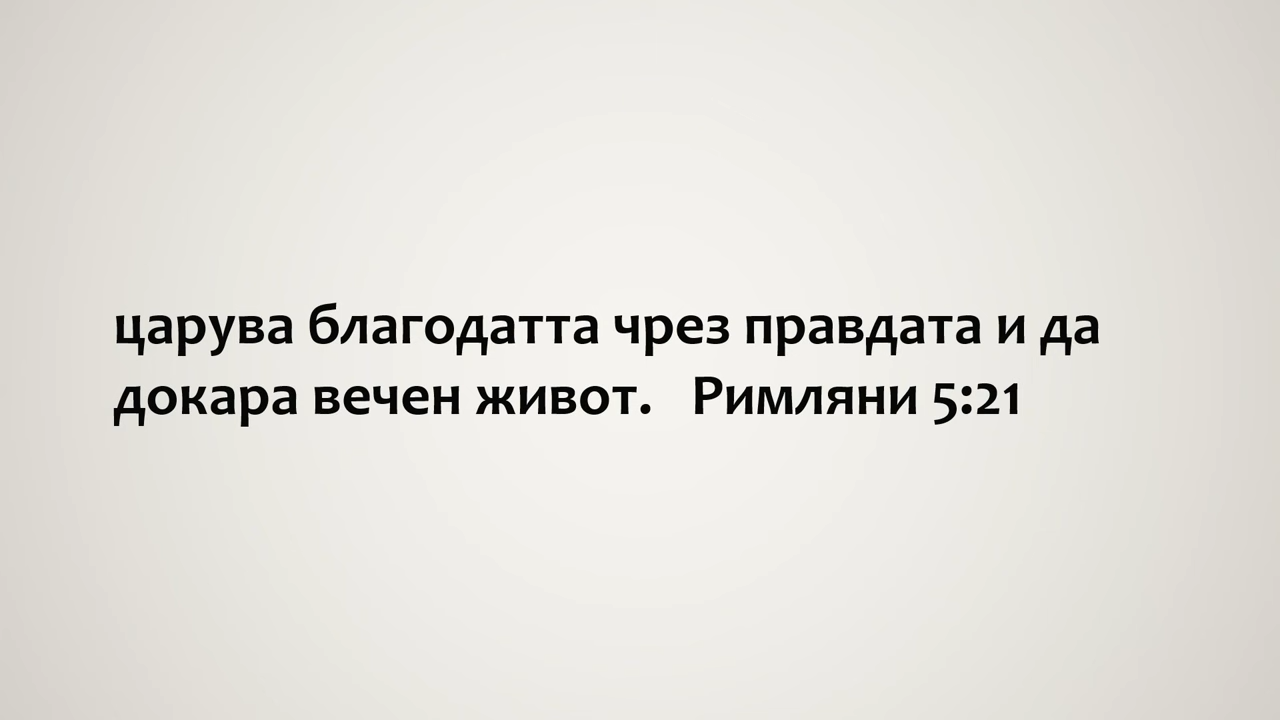 царува благодатта чрез правдата и да
докара вечен живот. Римляни 5:21